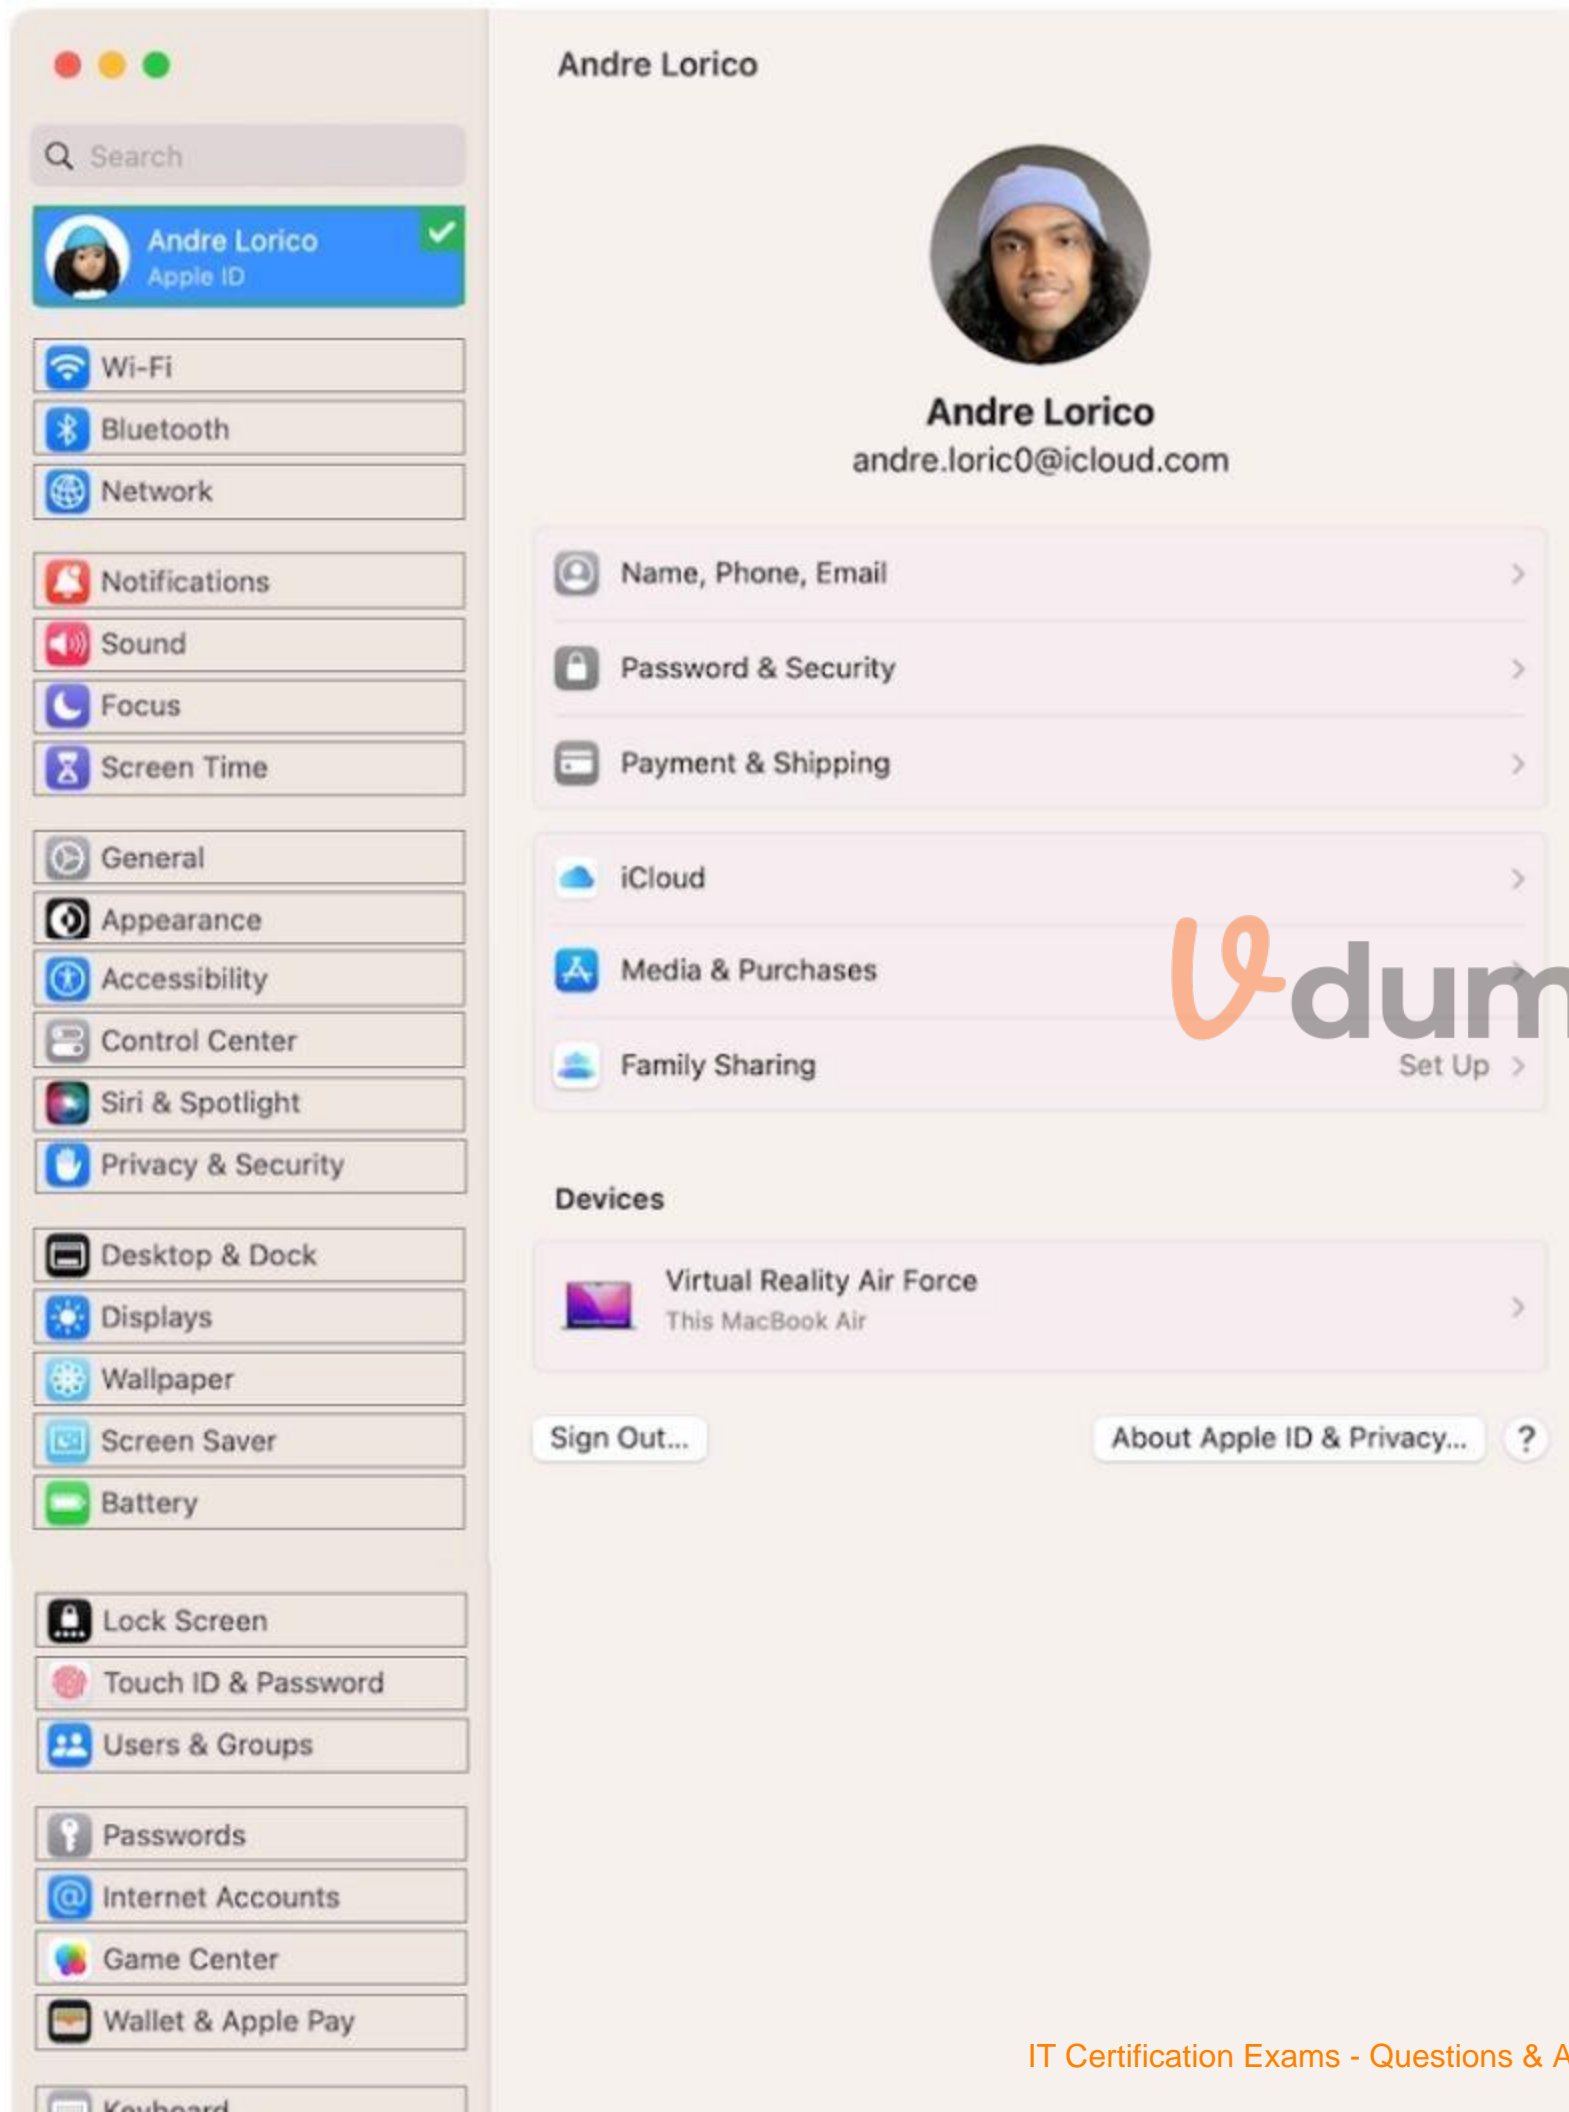 Andre Lorico
Search
Andre Lorico
Apple ID
Wi-Fi
Bluetooth
Network
Notifications
Sound
Focus
Screen Time
General
Appearance
Accessibility
Control Center
Siri & Spotlight
Privacy & Security
Desktop & Dock
Displays
Wallpaper
Screen Saver
Battery
Lock Screen
Touch ID & Password
Users & Groups
Passwords
Internet Accounts
Game Center
Wallet & Apple Pay
Keyboard
Andre Lorico
andre.loric0@icloud.com
Name, Phone, Email
Password & Security
Payment & Shipping
iCloud
Media & Purchases
Family Sharing Set Up
Devices
Virtual Reality Air Force
This MacBook Air
Sign Out... About Apple ID & Privacy... ?
Vdum
IT Certification Exams - Questions & A